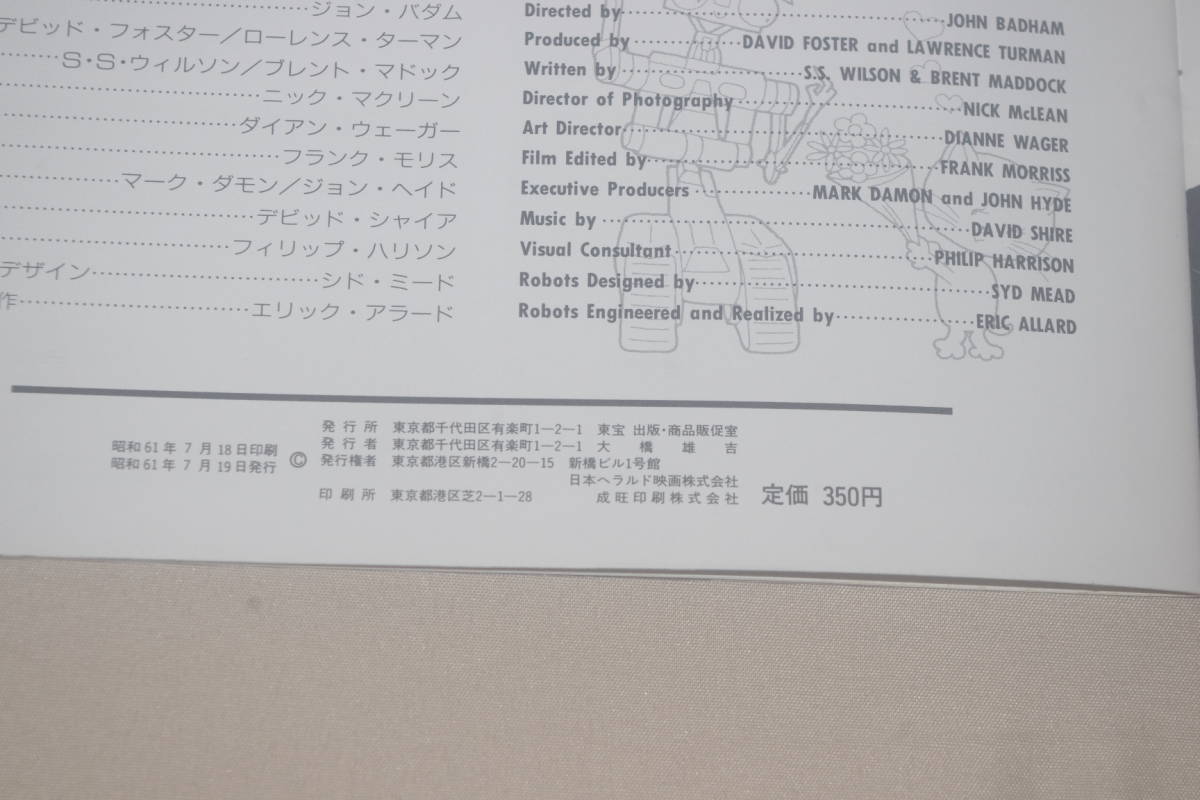 ジョン・バダム
デビッド・フォスター/ローレンス・ターマン
S・S・ウィルソン/ブレント・マドック
ニック・マクリーン
ダイアン・ウェーガー
フランク・モリス
マーク・ダモン/ジョン・ヘイド
デビッド・シャイア
フィリップ・ハリソン
デザイン シド・ミード
作 エリック・アラード
Directed by JOHN BADHAM
Produced by DAVID FOSTER and LAWRENCE TURMAN
Written by S.S. WILSON & BRENT MADDOCK
Director of Photography NICK McLEAN
Art Director DIANNE WAGER
Film Edited by FRANK MORRISS
Executive Producers MARK DAMON and JOHN HYDE
Music by DAVID SHIRE
Visual Consultant PHILIP HARRISON
Robots Designed by SYD MEAD
Robots Engineered and Realized by ERIC ALLARD
昭和61年7月18日印刷
昭和61年7月19日発行
©
発行所 東京都千代田区有楽町1―2―1 東宝 出版・商品販促室
発行者 東京都千代田区有楽町1―2―1 大橋雄吉
発行権者 東京都港区新橋2―20―15 新橋ビル1号館
日本ヘラルド映画株式会社
印刷所 東京都港区芝2―1―28 成旺印刷株式会社
定価 350円